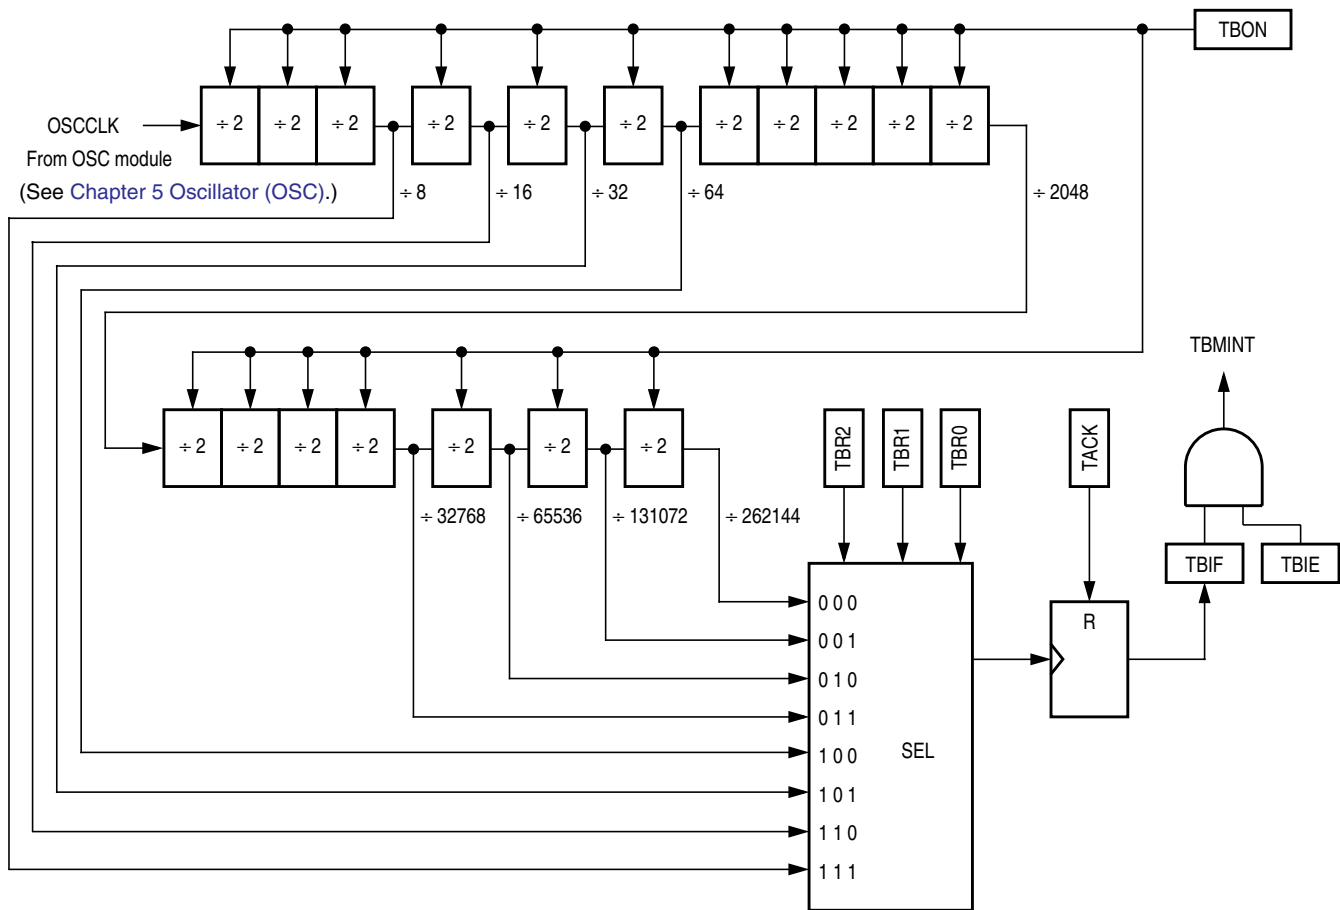 TBON
OSCCLK
÷ 2 ÷ 2 ÷ 2 ÷ 2 ÷ 2 ÷ 2 ÷ 2 ÷ 2 ÷ 2 ÷ 2 ÷ 2
From OSC module
(See Chapter 5 Oscillator (OSC).)
÷ 8 ÷ 16 ÷ 32 ÷ 64 ÷ 2048
TBMINT
÷ 2 ÷ 2 ÷ 2 ÷ 2 ÷ 2 ÷ 2 ÷ 2
TBR2
TBR1
TBR0
TACK
÷ 32768 ÷ 65536 ÷ 131072 ÷ 262144
TBIF
TBIE
0 0 0
R
0 0 1
0 1 0
0 1 1
1 0 0
SEL
1 0 1
1 1 0
1 1 1